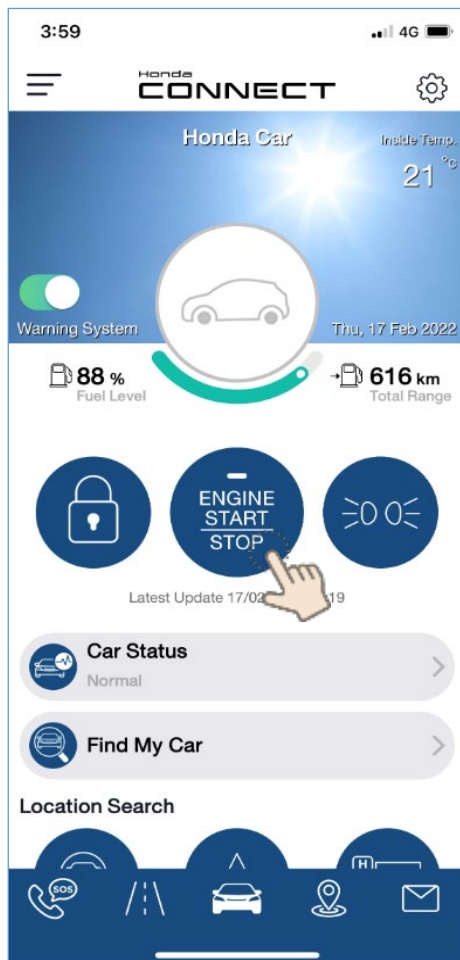 3:59
4G
Honda
CONNECT
Honda Car
Inside Temp.
21 °C
Warning System
Thu, 17 Feb 2022
88 %
Fuel Level
616 km
Total Range
ENGINE
START
STOP
Latest Update 17/02 19
Car Status
Normal
Find My Car
Location Search
H
SOS